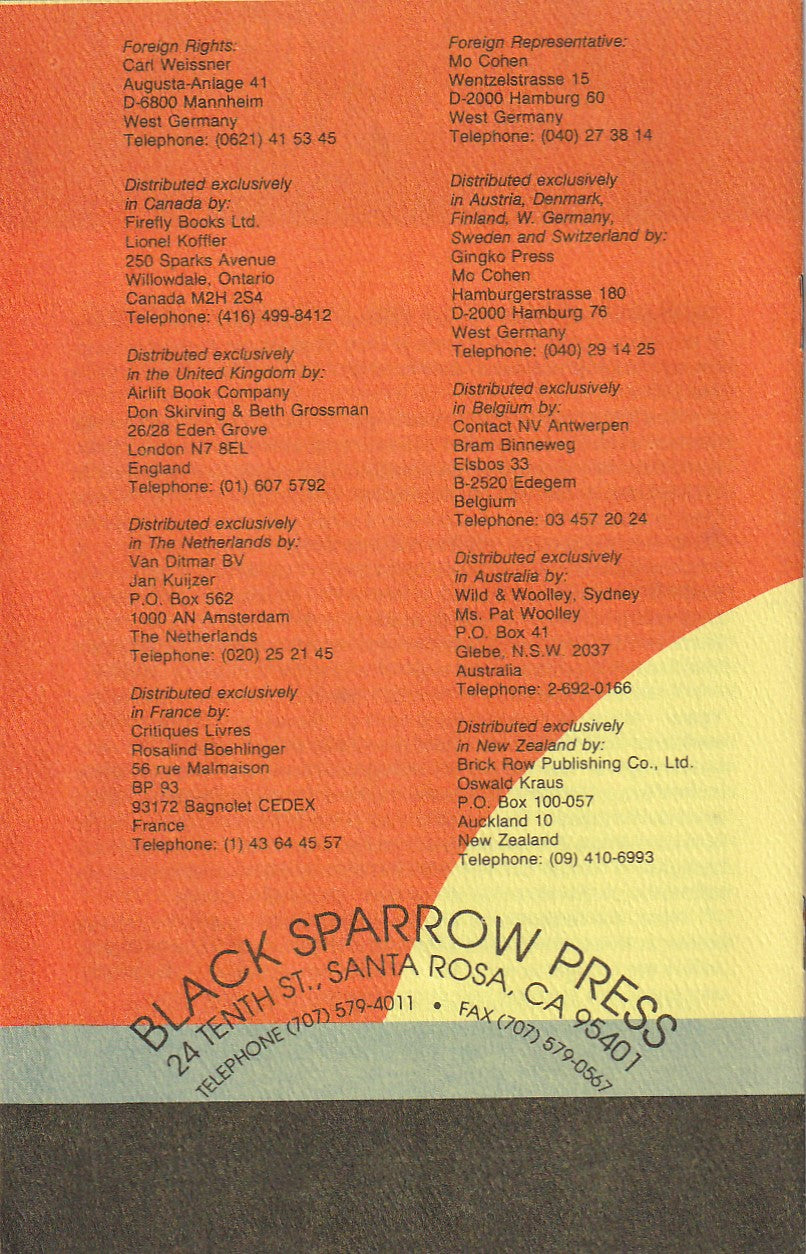 Foreign Rights:
Carl Weissner
Augusta-Anlage 41
D-6800 Mannheim
West Germany
Telephone: (0621) 41 53 45
Distributed exclusively
in Canada by:
Firefly Books Ltd.
Lionel Koffler
250 Sparks Avenue
Willowdale, Ontario
Canada M2H 2S4
Telephone: (416) 499-8412
Distributed exclusively
in the United Kingdom by:
Airlift Book Company
Don Skirving & Beth Grossman
26/28 Eden Grove
London N7 8EL
England
Telephone: (01) 607 5792
Distributed exclusively
in The Netherlands by:
Van Ditmar BV
Jan Kuijzer
P.O. Box 562
1000 AN Amsterdam
The Netherlands
Telephone: (020) 25 21 45
Distributed exclusively
in France by:
Critiques Livres
Rosalind Boehlinger
56 rue Malmaison
BP 93
93172 Bagnolet CEDEX
France
Telephone: (1) 43 64 45 57
Foreign Representative:
Mo Cohen
Wentzelstrasse 15
D-2000 Hamburg 60
West Germany
Telephone: (040) 27 38 14
Distributed exclusively
in Austria, Denmark,
Finland, W. Germany,
Sweden and Switzerland by:
Gingko Press
Mo Cohen
Hamburgerstrasse 180
D-2000 Hamburg 76
West Germany
Telephone: (040) 29 14 25
Distributed exclusively
in Belgium by:
Contact NV Antwerpen
Bram Binneweg
Elsbos 33
B-2520 Edegem
Belgium
Telephone: 03 457 20 24
Distributed exclusively
in Australia by:
Wild & Woolley, Sydney
Ms. Pat Woolley
P.O. Box 41
Glebe, N.S.W. 2037
Australia
Telephone: 2-692-0166
Distributed exclusively
in New Zealand by:
Brick Row Publishing Co., Ltd.
Oswald Kraus
P.O. Box 100-057
Auckland 10
New Zealand
Telephone: (09) 410-6993
BLACK SPARROW PRESS
24 TENTH ST., SANTA ROSA, CA 95401
TELEPHONE (707) 579-4011 • FAX (707) 579-0567